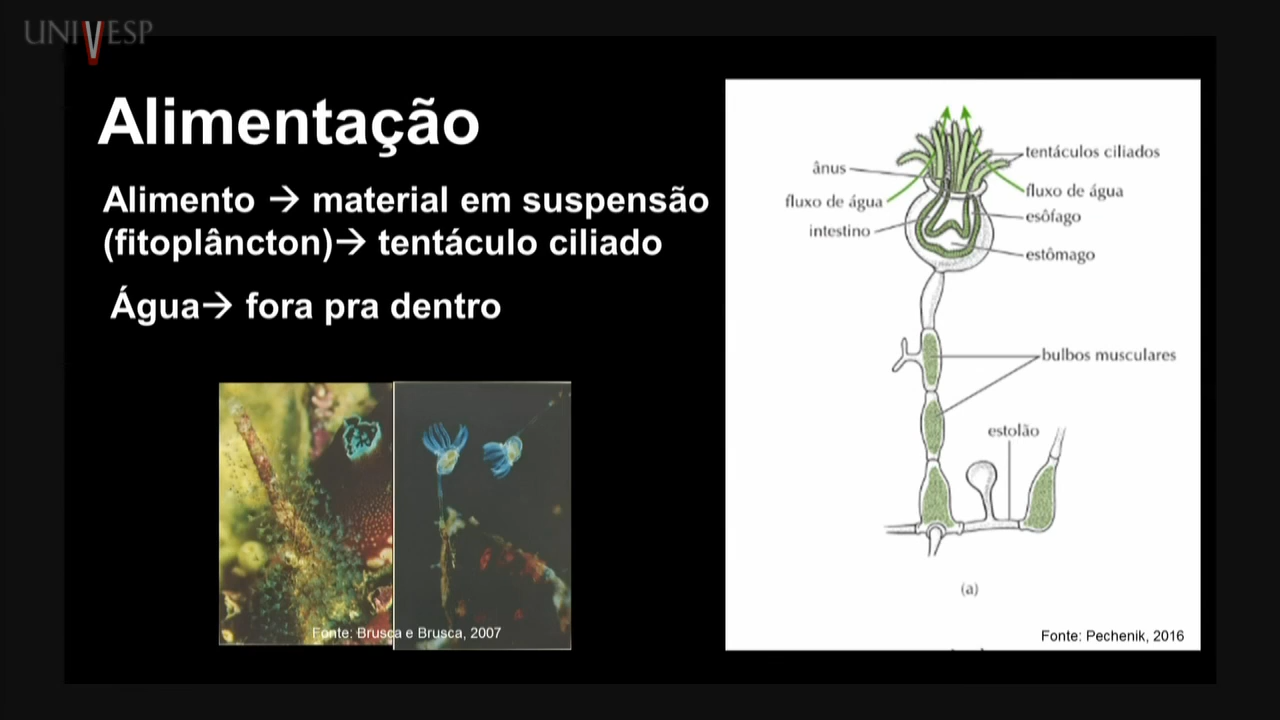 UNIVESP
Alimentação
Alimento → material em suspensão
(fitoplâncton)→ tentáculo ciliado
Água→ fora pra dentro
Fonte: Brusca e Brusca, 2007
tentáculos ciliados
ânus
fluxo de água
fluxo de água
esôfago
intestino
estômago
bulbos musculares
estolão
(a)
Fonte: Pechenik, 2016